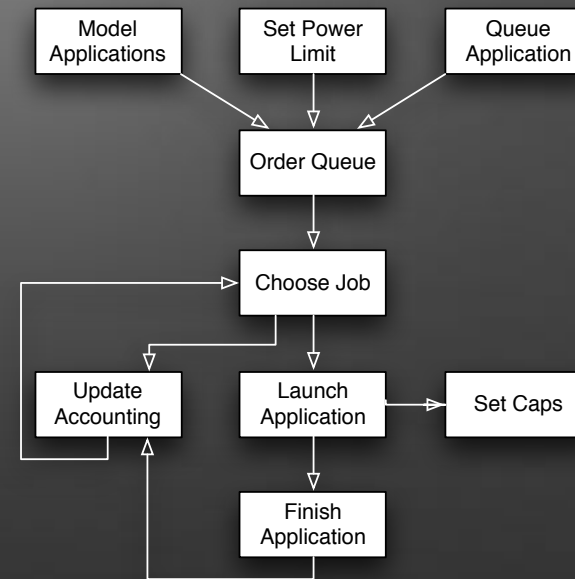 Model
Applications
Set Power
Limit
Queue
Application
Order Queue
Choose Job
Update
Accounting
Launch
Application
Set Caps
Finish
Application